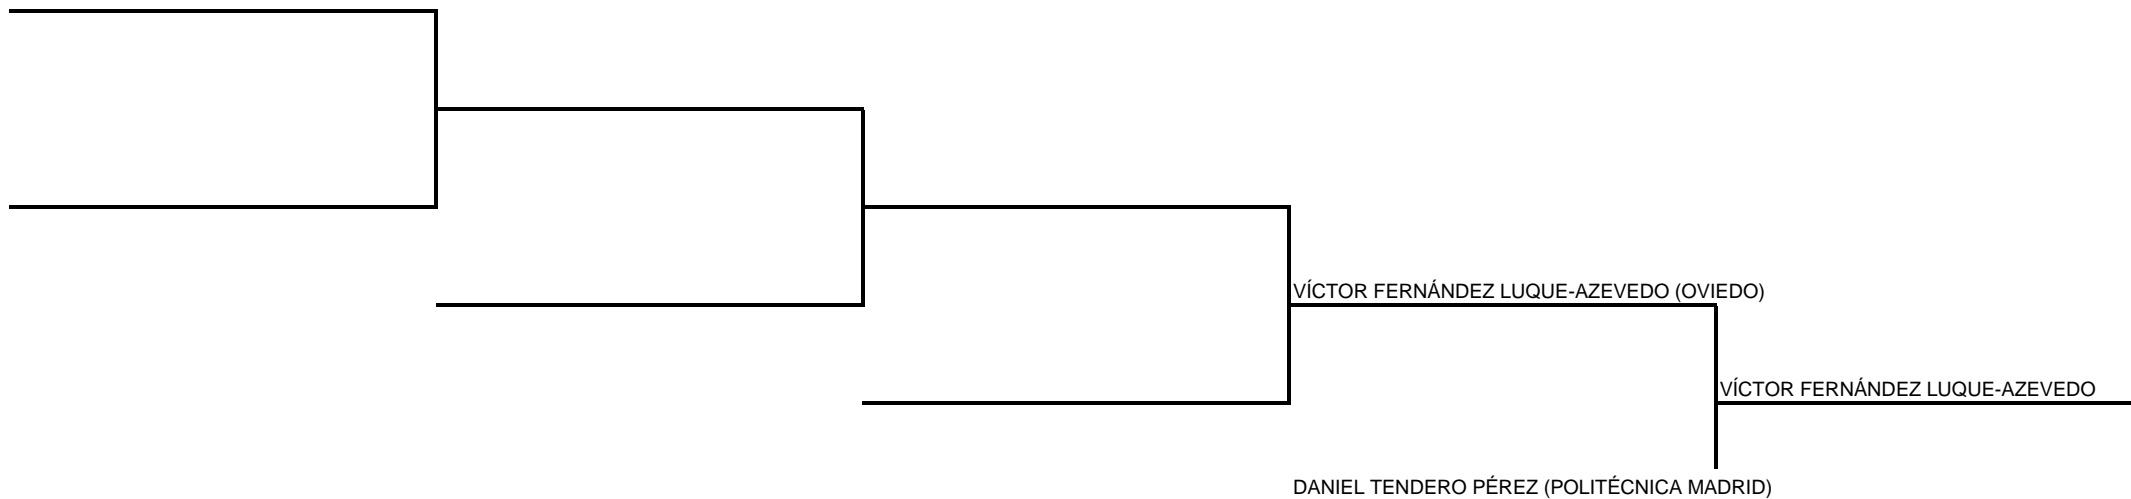 VÍCTOR FERNÁNDEZ LUQUE-AZEVEDO (OVIEDO)
VÍCTOR FERNÁNDEZ LUQUE-AZEVEDO
DANIEL TENDERO PÉREZ (POLITÉCNICA MADRID)